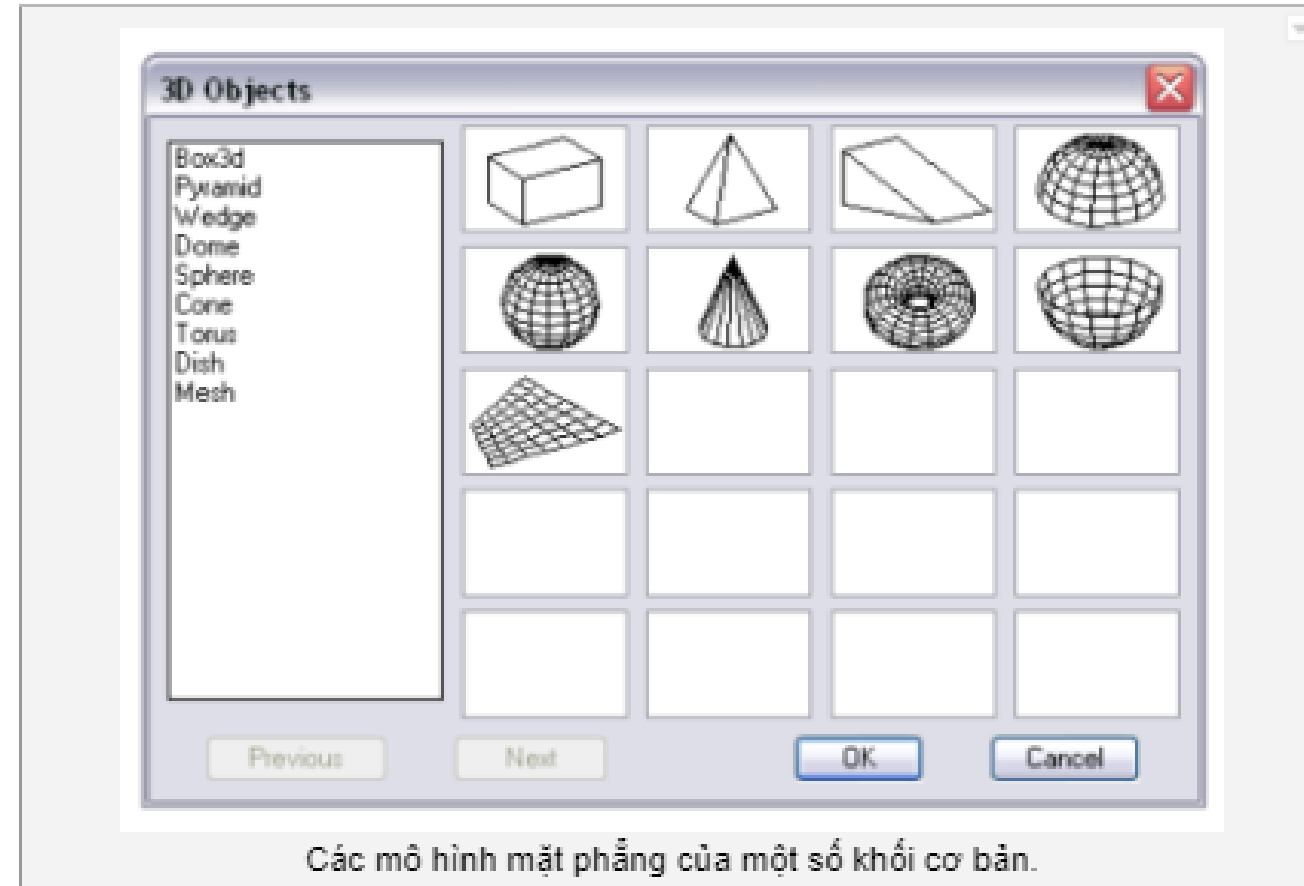 3D Objects
Box3d
Pyramid
Wedge
Dome
Sphere
Cone
Torus
Dish
Mesh
Previous
Next
OK
Cancel
Các mô hình mặt phẳng của một số khối cơ bản.